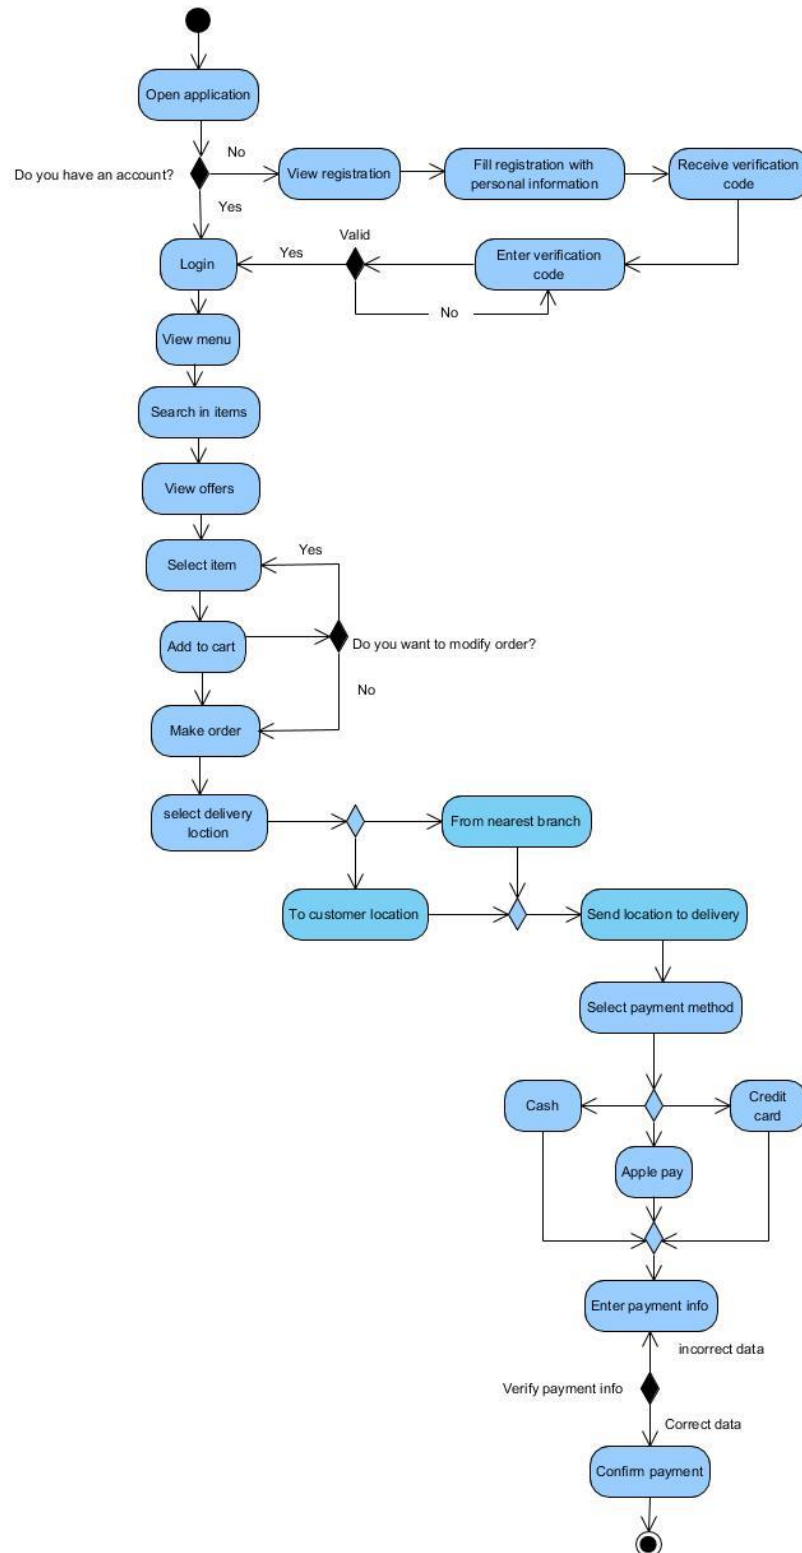 Open application
No
Do you have an account?
View registration
Fill registration with
personal information
Receive verification
code
Yes
Valid
Login
Yes
Enter verification
code
No
View menu
Search in items
View offers
Yes
Select item
Add to cart
Do you want to modify order?
No
Make order
select delivery
loction
From nearest branch
To customer location
Send location to delivery
Select payment method
Cash
Credit
card
Apple pay
Enter payment info
incorrect data
Verify payment info
Correct data
Confirm payment